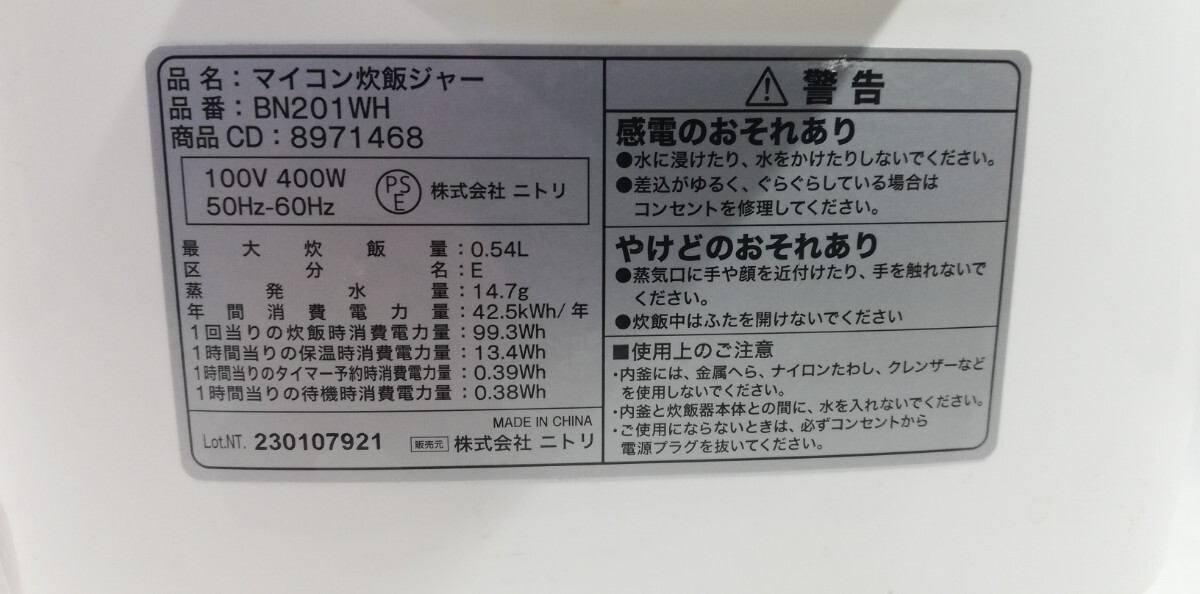 品名：マイコン炊飯ジャー
品番：BN201WH
商品CD：8971468
100V 400W
50Hz-60Hz
PSE
株式会社 ニトリ
最大炊飯量：0.54L
区分名：E
蒸発水量：14.7g
年間消費電力量：42.5kWh/年
1回当りの炊飯時消費電力量：99.3Wh
1時間当りの保温時消費電力量：13.4Wh
1時間当りのタイマー予約時消費電力量：0.39Wh
1時間当りの待機時消費電力量：0.38Wh
MADE IN CHINA
Lot.NT. 230107921 販売元 株式会社 ニトリ
⚠ 警告
感電のおそれあり
●水に浸けたり、水をかけたりしないでください。
●差込がゆるく、ぐらぐらしている場合は
コンセントを修理してください。
やけどのおそれあり
●蒸気口に手や顔を近付けたり、手を触れないで
ください。
●炊飯中はふたを開けないでください
■使用上のご注意
・内釜には、金属へら、ナイロンたわし、クレンザーなど
を使用しないでください。
・内釜と炊飯器本体との間に、水を入れないでください。
・ご使用にならないときは、必ずコンセントから
電源プラグを抜いてください。